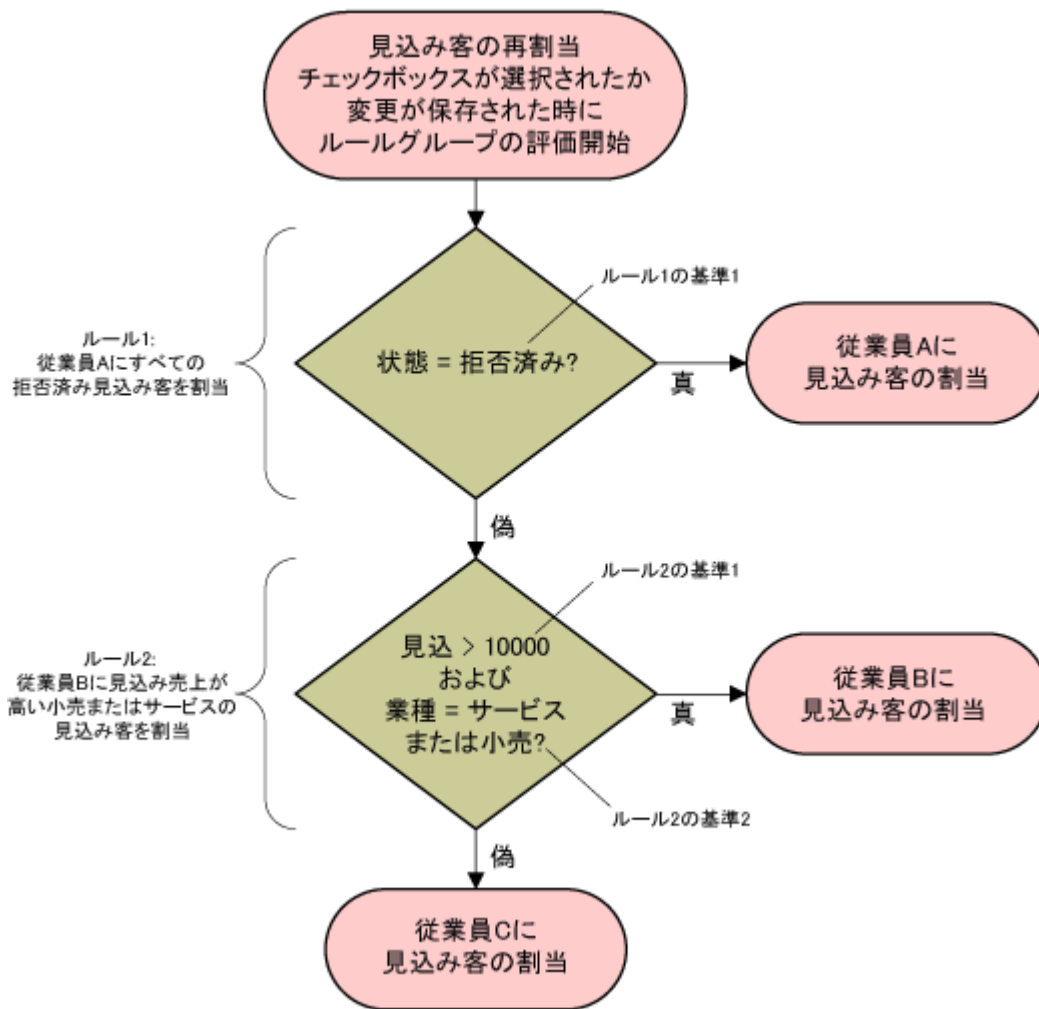 見込み客の再割当
チェックボックスが選択されたか
変更が保存された時に
ルールグループの評価開始
ルール1の基準1
ルール1:
従業員Aにすべての
拒否済み見込み客を割当
状態 = 拒否済み?
真
従業員Aに
見込み客の割当
偽
ルール2の基準1
ルール2:
従業員Bに見込み売上が
高い小売またはサービスの
見込み客を割当
見込 > 10000
および
業種 = サービス
または小売?
真
従業員Bに
見込み客の割当
ルール2の基準2
偽
従業員Cに
見込み客の割当